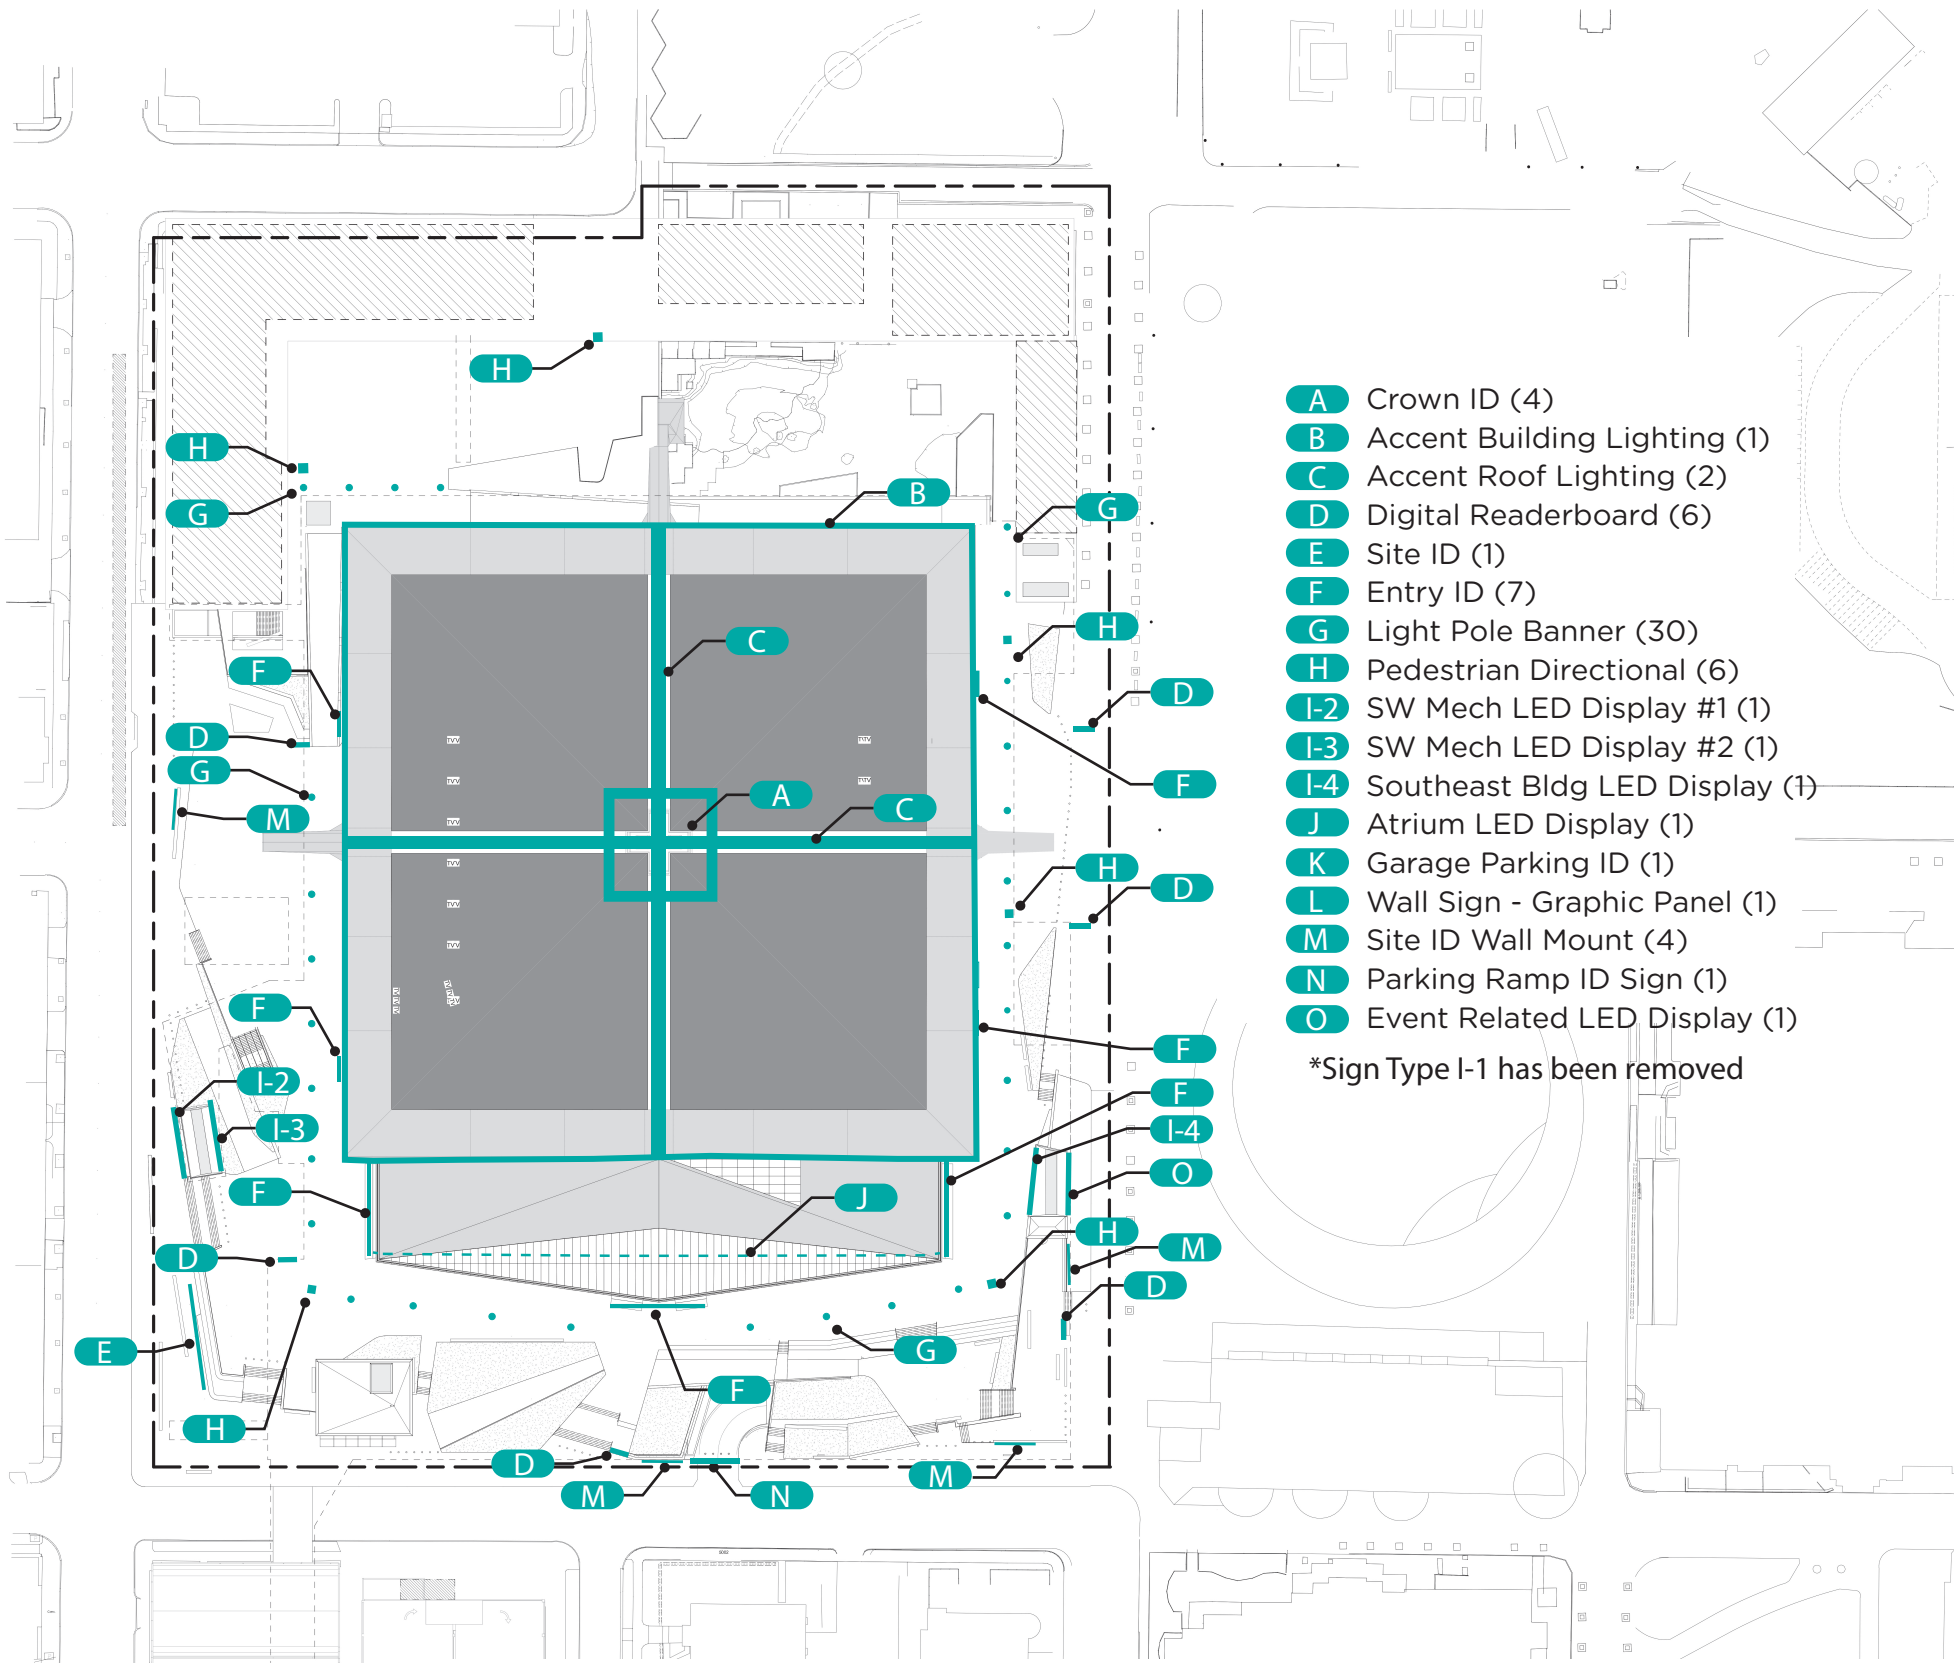 H
H
G
B
G
H
C
F
D
D
F
G
A
M
C
H
D
F
F
I-2
F
I-3
I-4
O
F
J
H
M
D
D
E
G
F
H
D
M
M
N
A Crown ID (4)
B Accent Building Lighting (1)
C Accent Roof Lighting (2)
D Digital Readerboard (6)
E Site ID (1)
F Entry ID (7)
G Light Pole Banner (30)
H Pedestrian Directional (6)
I-2 SW Mech LED Display #1 (1)
I-3 SW Mech LED Display #2 (1)
I-4 Southeast Bldg LED Display (1)
J Atrium LED Display (1)
K Garage Parking ID (1)
L Wall Sign - Graphic Panel (1)
M Site ID Wall Mount (4)
N Parking Ramp ID Sign (1)
O Event Related LED Display (1)
*Sign Type I-1 has been removed